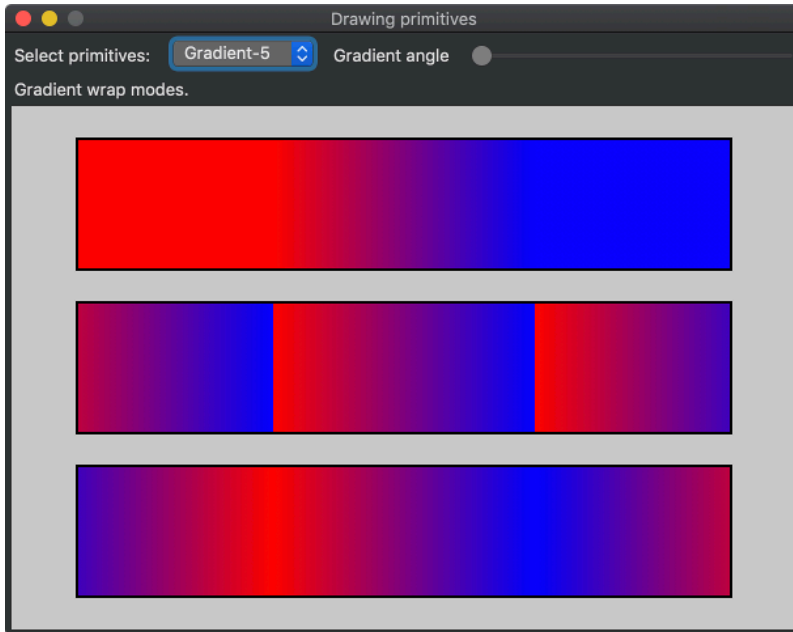 Drawing primitives
Select primitives: Gradient-5 Gradient angle
Gradient wrap modes.